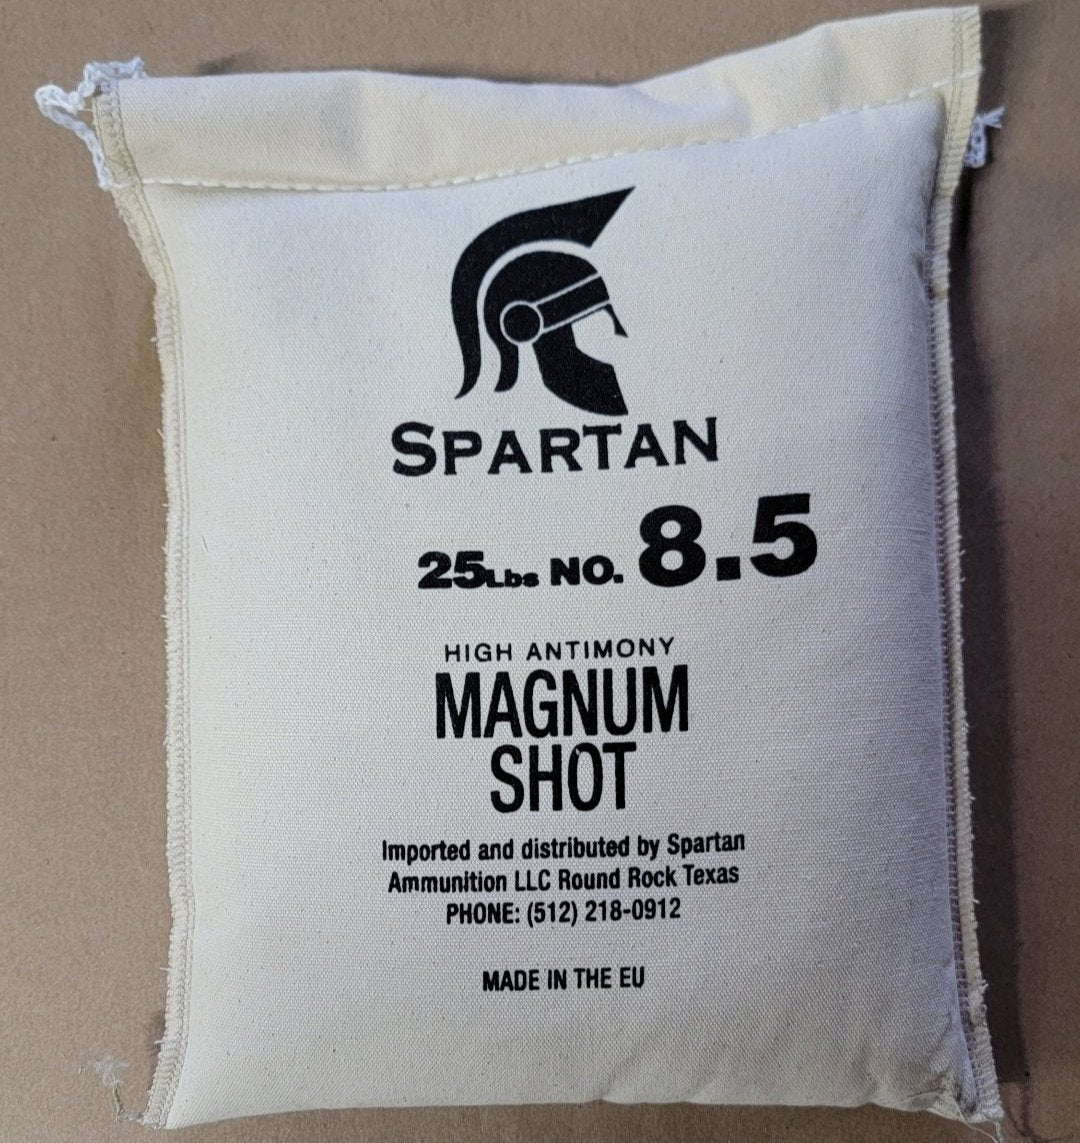 SPARTAN
25Lbs NO. 8.5
HIGH ANTIMONY
MAGNUM
SHOT
Imported and distributed by Spartan
Ammunition LLC Round Rock Texas
PHONE: (512) 218-0912
MADE IN THE EU